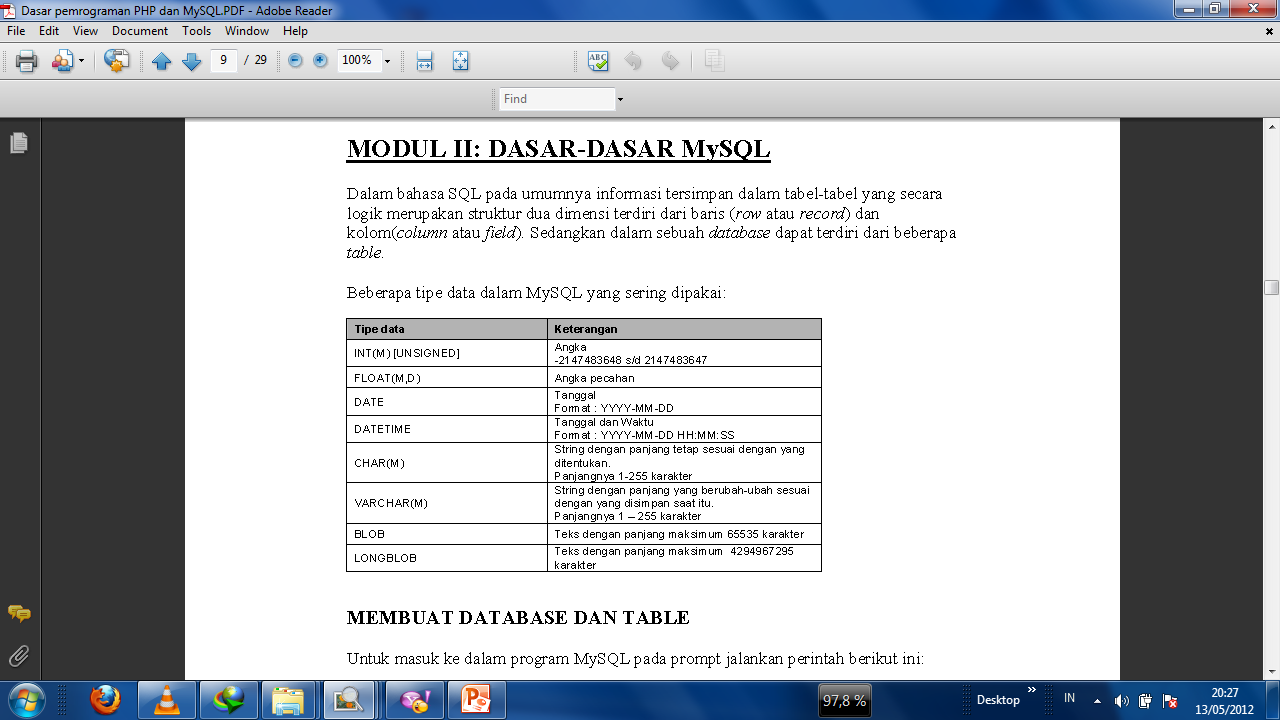 Dasar pemrograman PHP dan MySQL.PDF - Adobe Reader
File Edit View Document Tools Window Help
9 / 29 100%
Find
MODUL II: DASAR-DASAR MySQL
Dalam bahasa SQL pada umumnya informasi tersimpan dalam tabel-tabel yang secara
logik merupakan struktur dua dimensi terdiri dari baris (row atau record) dan
kolom(column atau field). Sedangkan dalam sebuah database dapat terdiri dari beberapa
table.
Beberapa tipe data dalam MySQL yang sering dipakai:
Tipe data Keterangan
INT(M) [UNSIGNED] Angka
-2147483648 s/d 2147483647
FLOAT(M,D) Angka pecahan
DATE Tanggal
Format : YYYY-MM-DD
DATETIME Tanggal dan Waktu
Format : YYYY-MM-DD HH:MM:SS
CHAR(M) String dengan panjang tetap sesuai dengan yang
ditentukan.
Panjangnya 1-255 karakter
VARCHAR(M) String dengan panjang yang berubah-ubah sesuai
dengan yang disimpan saat itu.
Panjangnya 1 – 255 karakter
BLOB Teks dengan panjang maksimum 65535 karakter
LONGBLOB Teks dengan panjang maksimum 4294967295
karakter
MEMBUAT DATABASE DAN TABLE
Untuk masuk ke dalam program MySQL pada prompt jalankan perintah berikut ini:
97,8 % Desktop IN 20:27
13/05/2012